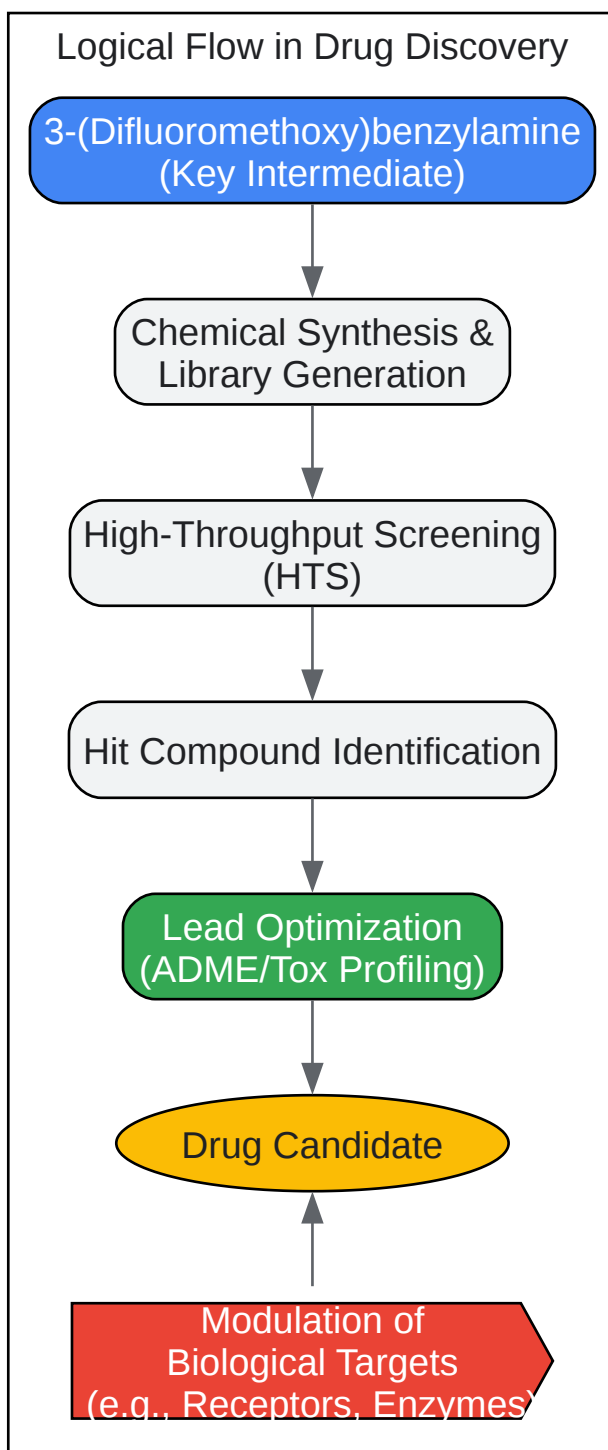 Logical Flow in Drug Discovery
3-(Difluoromethoxy)benzylamine
(Key Intermediate)
Chemical Synthesis &
Library Generation
High-Throughput Screening
(HTS)
Hit Compound Identification
Lead Optimization
(ADME/Tox Profiling)
Drug Candidate
Modulation of
Biological Targets
(e.g., Receptors, Enzymes)